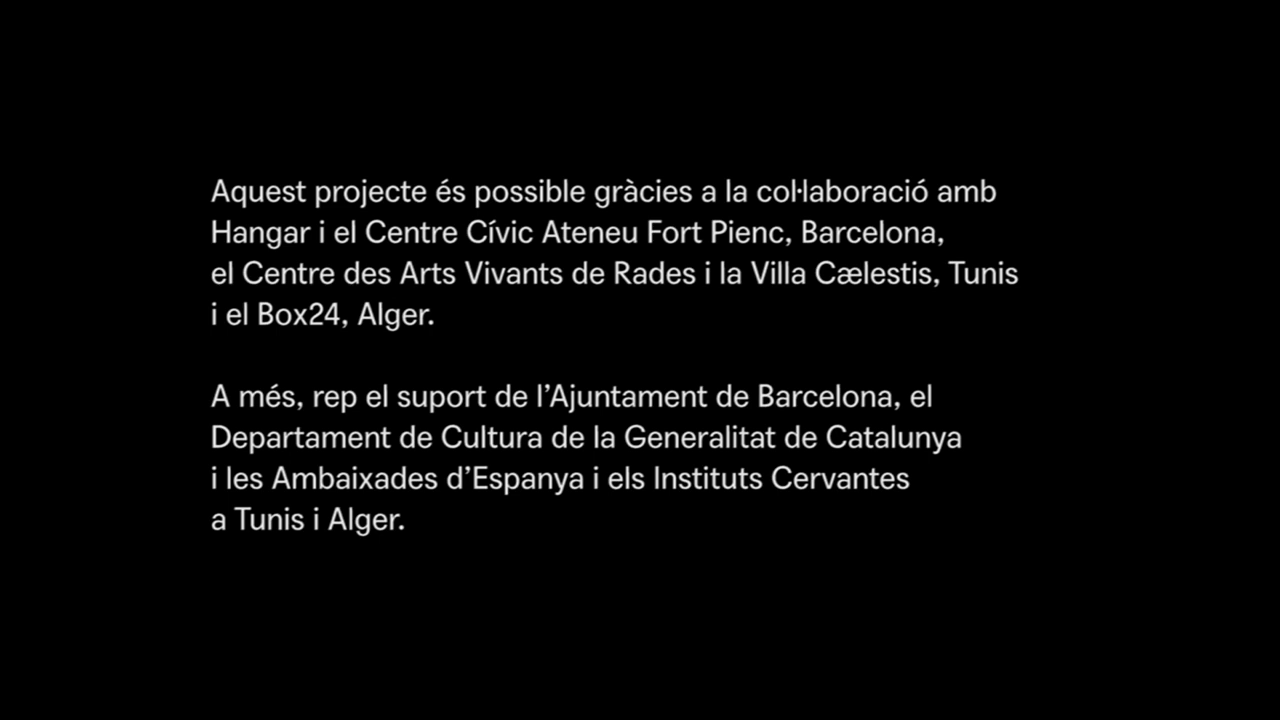 Aquest projecte és possible gràcies a la col·laboració amb
Hangar i el Centre Cívic Ateneu Fort Pienc, Barcelona,
el Centre des Arts Vivants de Rades i la Villa Cælestis, Tunis
i el Box24, Alger.
A més, rep el suport de l’Ajuntament de Barcelona, el
Departament de Cultura de la Generalitat de Catalunya
i les Ambaixades d’Espanya i els Instituts Cervantes
a Tunis i Alger.